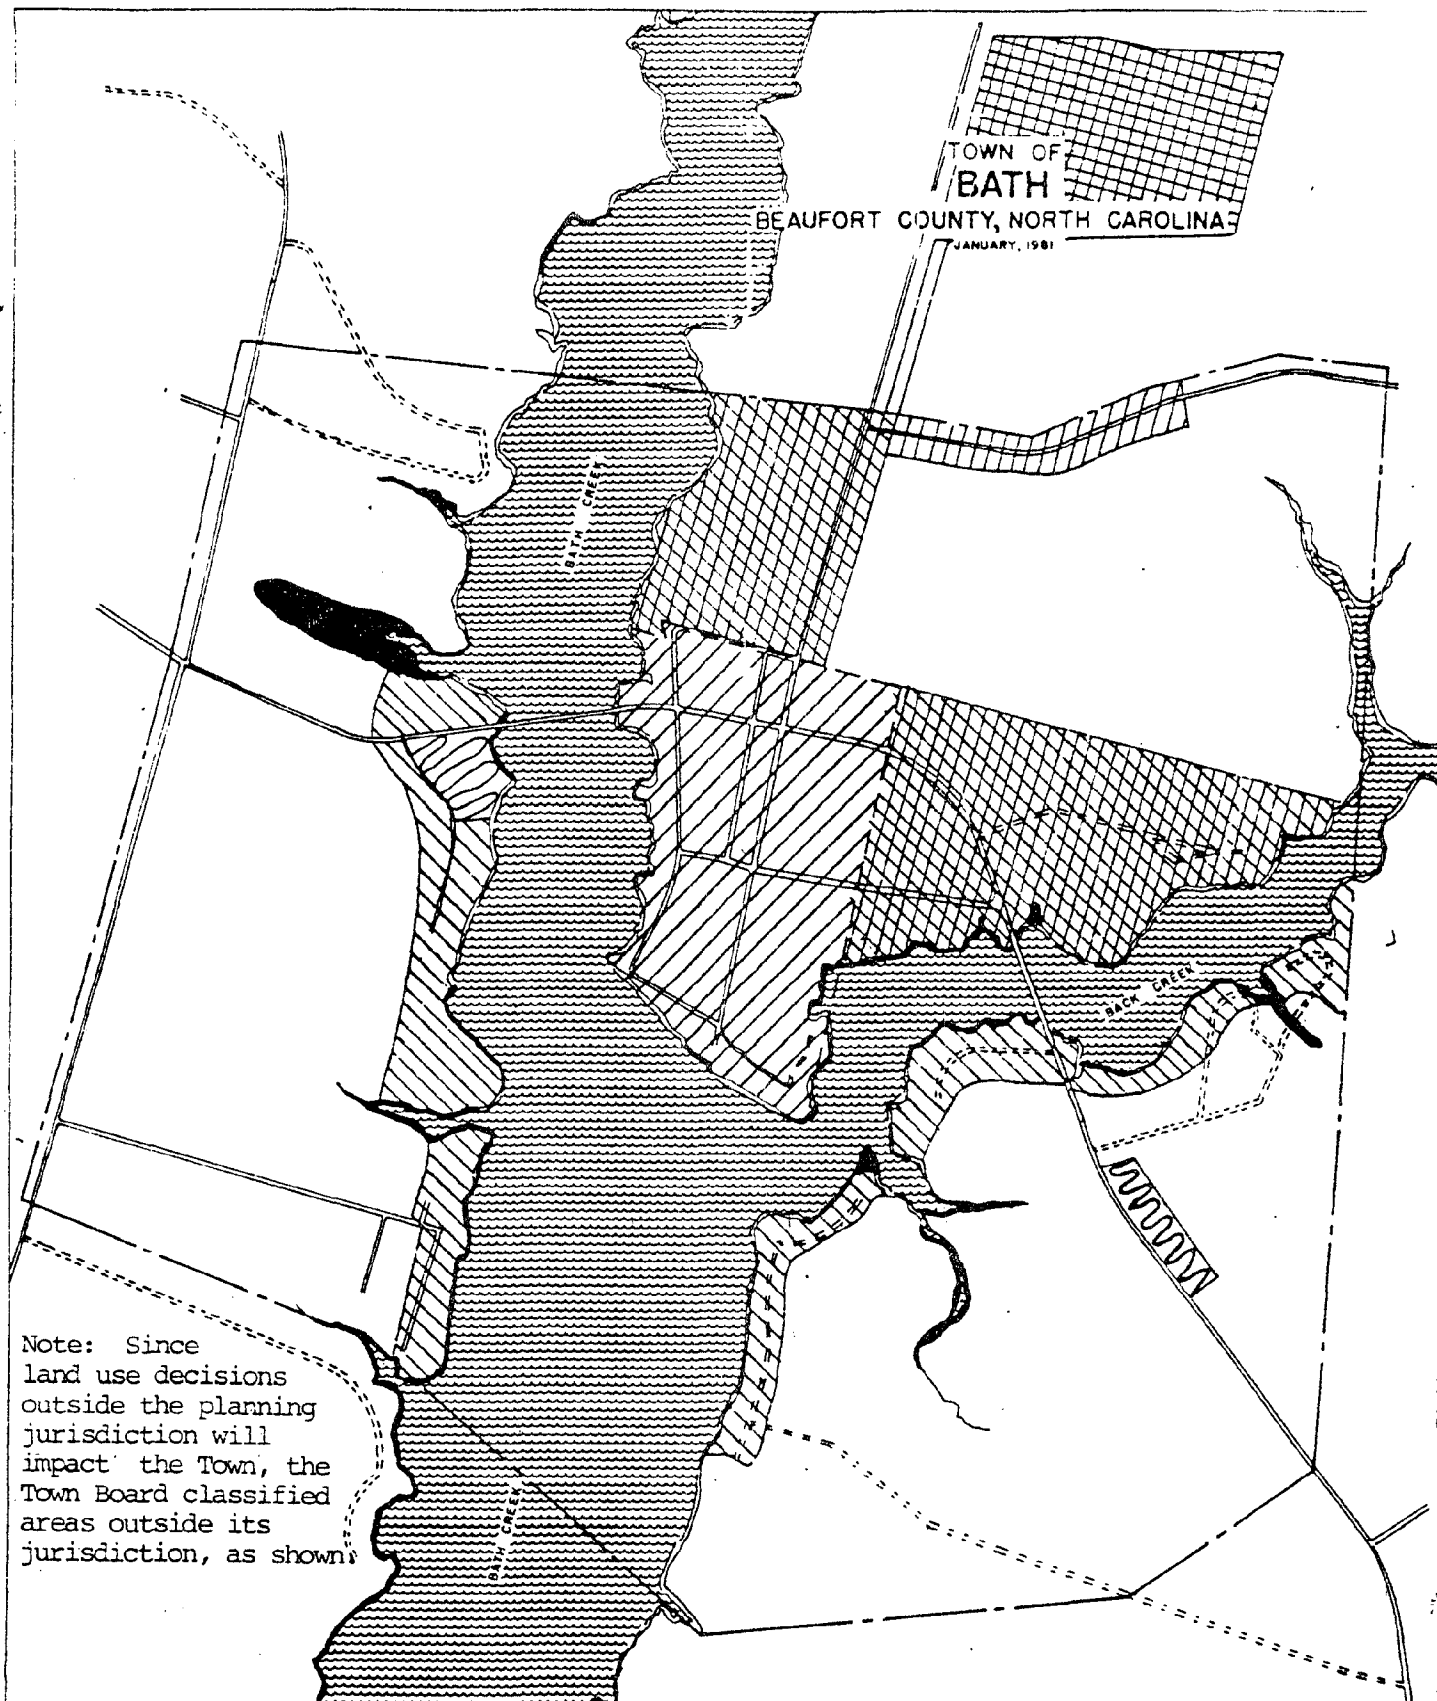 TOWN OF
BATH
BEAUFORT COUNTY, NORTH CAROLINA
JANUARY, 1981
BATH CREEK
BACK CREEK
Note: Since
land use decisions
outside the planning
jurisdiction will
impact the Town, the
Town Board classified
areas outside its
jurisdiction, as shown.
BATH CREEK